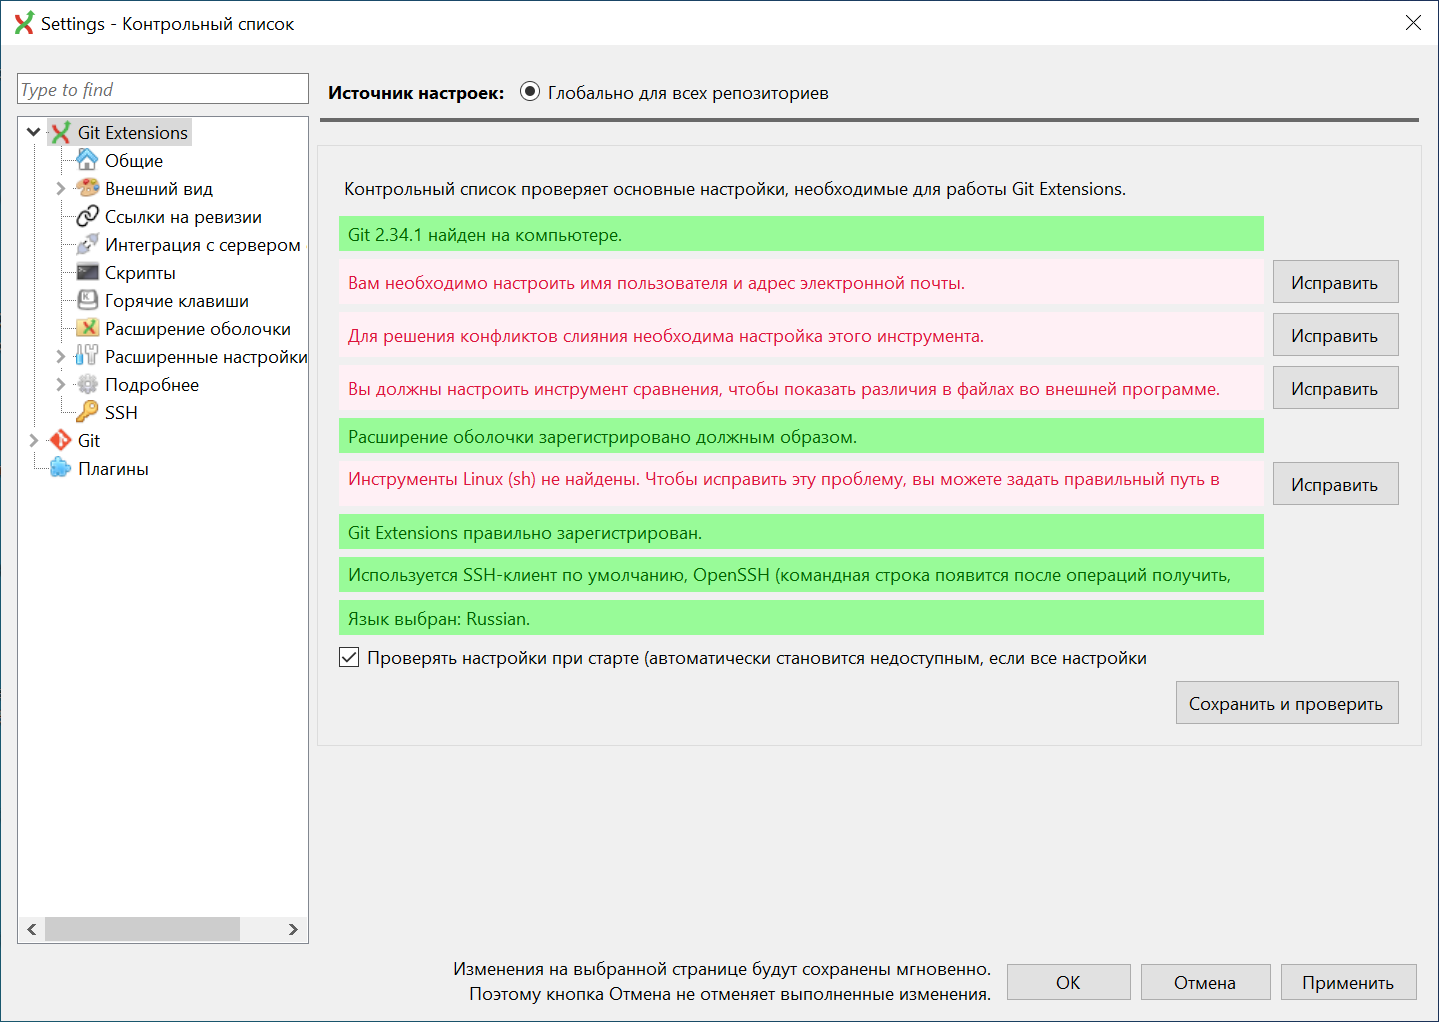 Settings - Контрольный список
Type to find
Источник настроек:
Глобально для всех репозиториев
Git Extensions
Общие
Внешний вид
Ссылки на ревизии
Интеграция с сервером
Скрипты
Горячие клавиши
Расширение оболочки
Расширенные настройки
Подробнее
SSH
Git
Плагины
Контрольный список проверяет основные настройки, необходимые для работы Git Extensions.
Git 2.34.1 найден на компьютере.
Вам необходимо настроить имя пользователя и адрес электронной почты.
Исправить
Для решения конфликтов слияния необходима настройка этого инструмента.
Исправить
Вы должны настроить инструмент сравнения, чтобы показать различия в файлах во внешней программе.
Исправить
Расширение оболочки зарегистрировано должным образом.
Инструменты Linux (sh) не найдены. Чтобы исправить эту проблему, вы можете задать правильный путь в
Исправить
Git Extensions правильно зарегистрирован.
Используется SSH-клиент по умолчанию, OpenSSH (командная строка появится после операций получить,
Язык выбран: Russian.
Проверять настройки при старте (автоматически становится недоступным, если все настройки
Сохранить и проверить
Изменения на выбранной странице будут сохранены мгновенно.
Поэтому кнопка Отмена не отменяет выполненные изменения.
ОК
Отмена
Применить